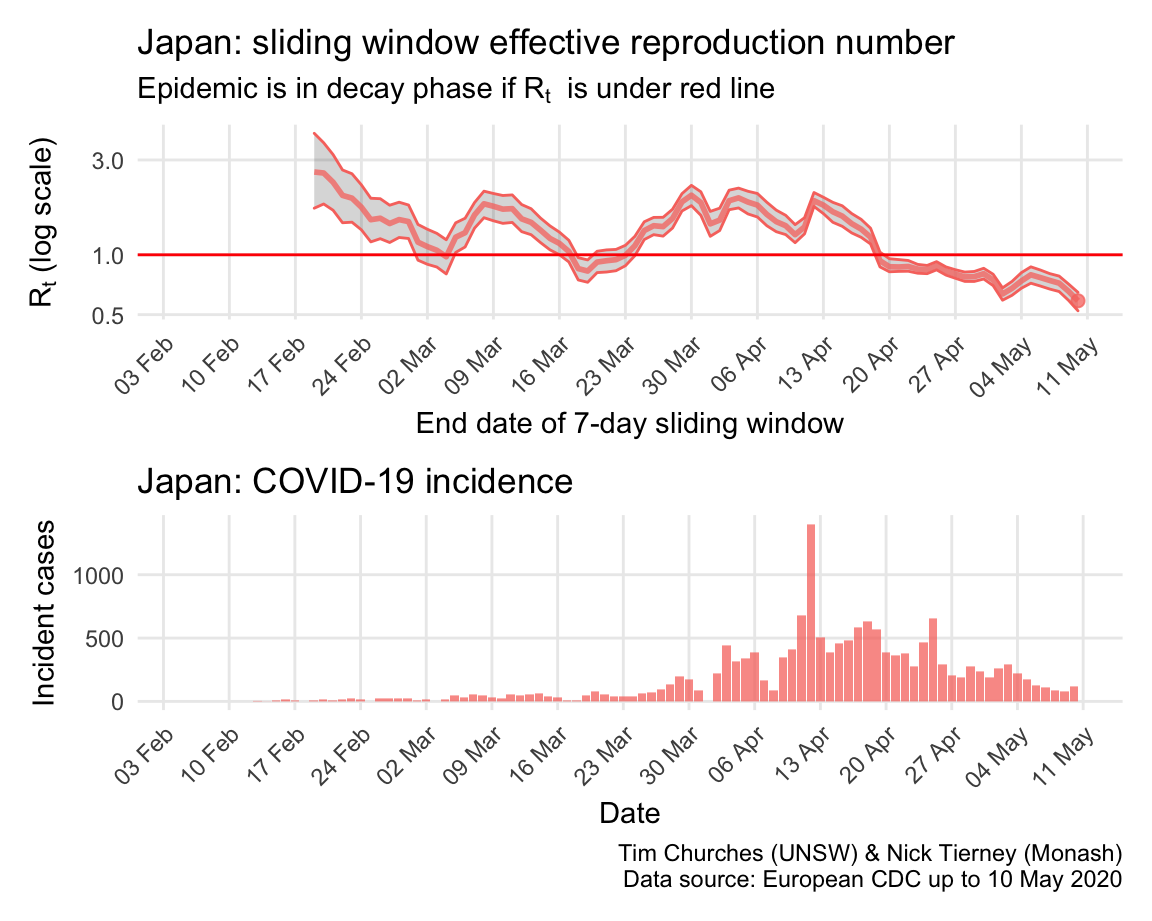 Japan: sliding window effective reproduction number
Epidemic is in decay phase if Rt is under red line
Rt (log scale)
3.0
1.0
0.5
03 Feb
10 Feb
17 Feb
24 Feb
02 Mar
09 Mar
16 Mar
23 Mar
30 Mar
06 Apr
13 Apr
20 Apr
27 Apr
04 May
11 May
End date of 7-day sliding window
Japan: COVID-19 incidence
Incident cases
1000
500
0
03 Feb
10 Feb
17 Feb
24 Feb
02 Mar
09 Mar
16 Mar
23 Mar
30 Mar
06 Apr
13 Apr
20 Apr
27 Apr
04 May
11 May
Date
Tim Churches (UNSW) & Nick Tierney (Monash)
Data source: European CDC up to 10 May 2020